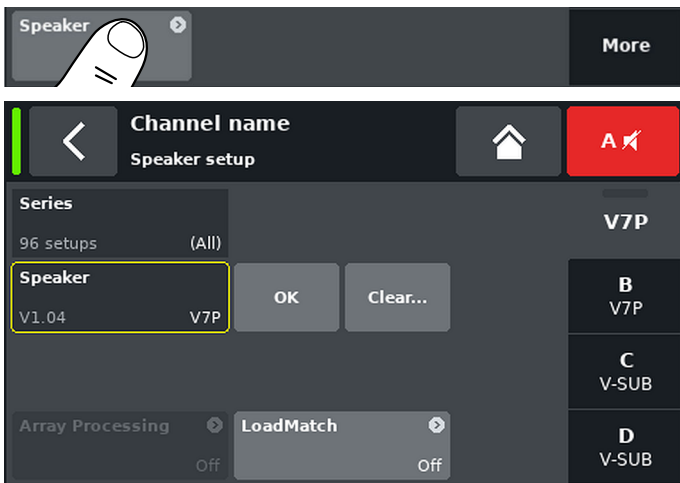 Speaker
More
Channel name
Speaker setup
A
Series
96 setups (All)
V7P
Speaker
V1.04 V7P
OK
Clear...
B
V7P
C
V-SUB
Array Processing
Off
LoadMatch
Off
D
V-SUB